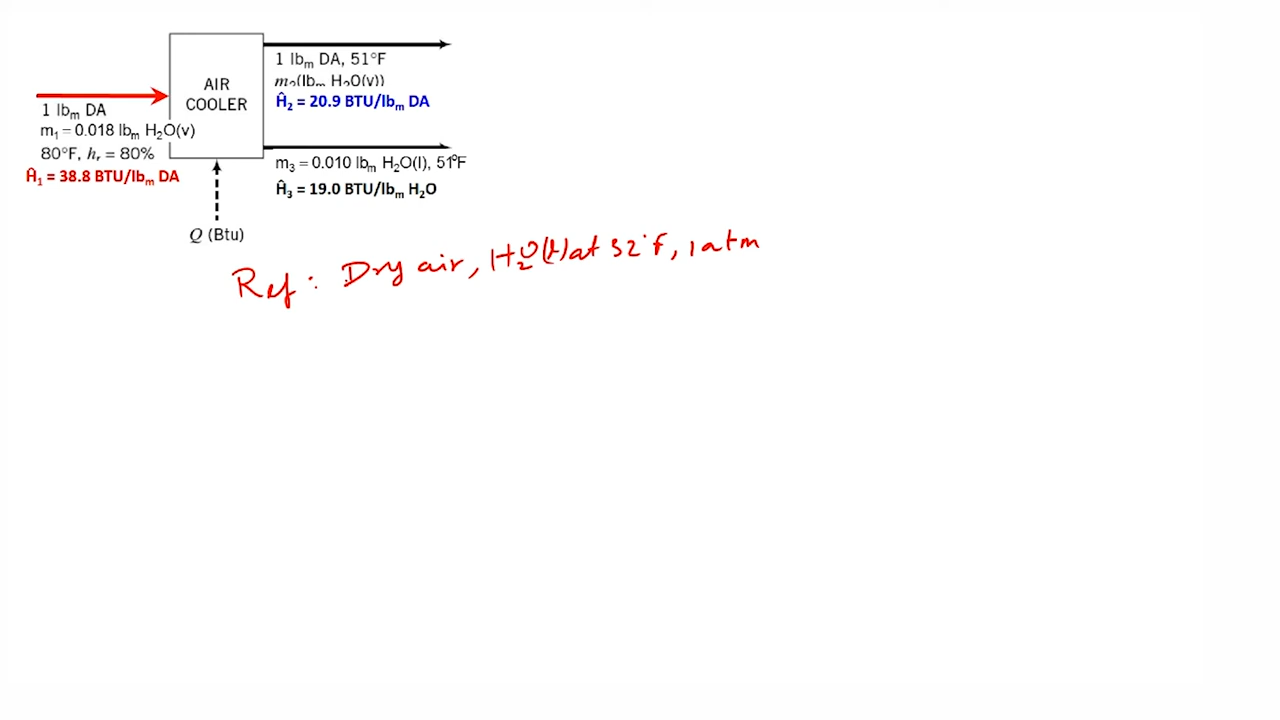 1 lbm DA, 51°F
m2(lbm H2O(v))
Ĥ2 = 20.9 BTU/lbm DA
AIR
COOLER
1 lbm DA
m1 = 0.018 lbm H2O(v)
80°F, hr = 80%
Ĥ1 = 38.8 BTU/lbm DA
m3 = 0.010 lbm H2O(l), 51°F
Ĥ3 = 19.0 BTU/lbm H2O
Q (Btu)
Ref: Dry air, H2O(l) at 32°F, 1 atm